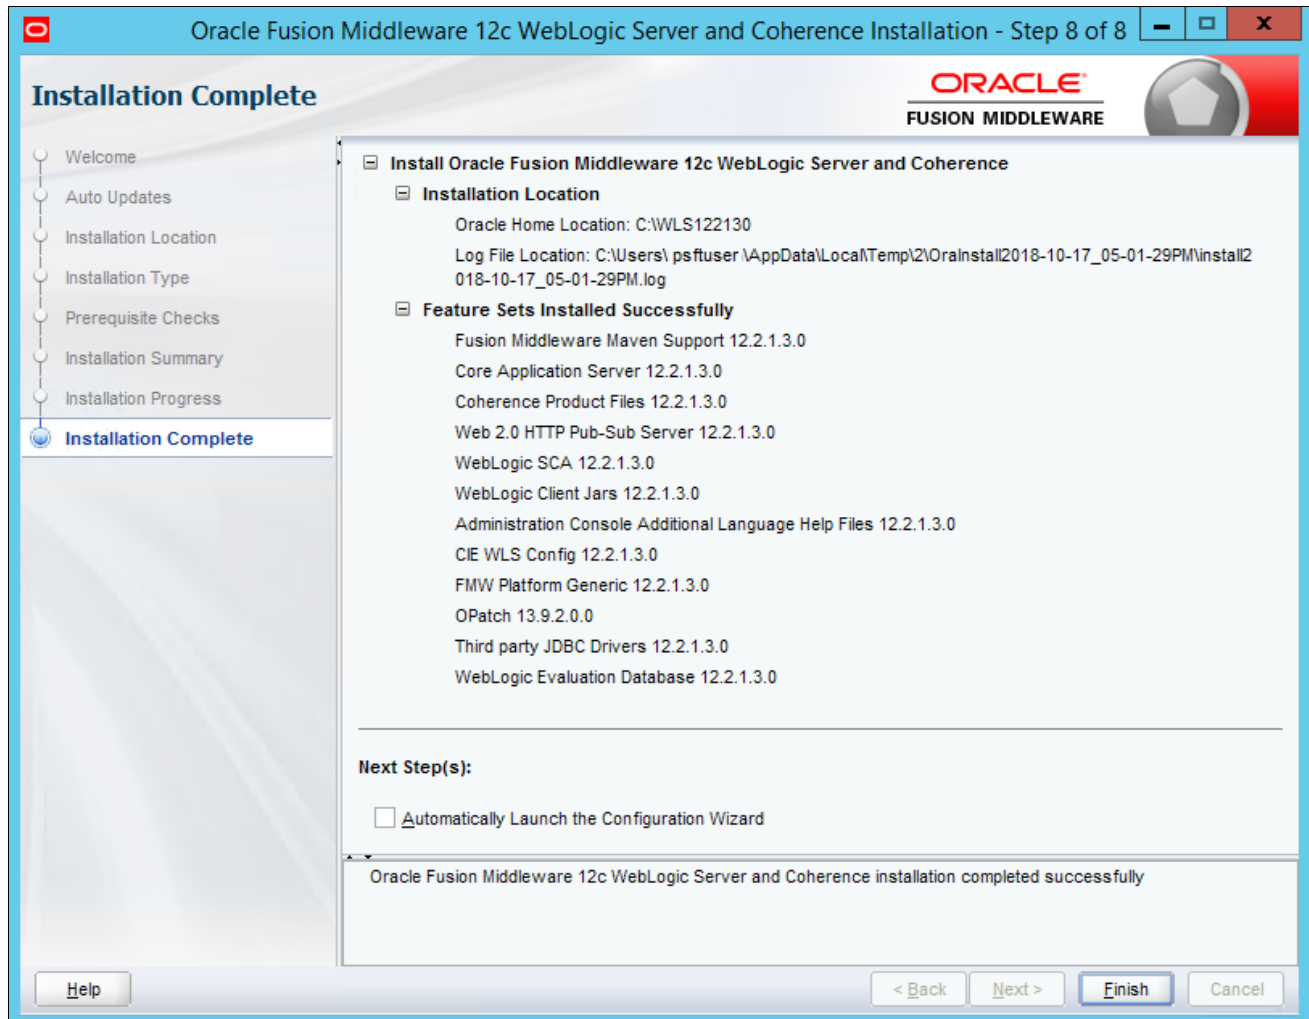 Oracle Fusion Middleware 12c WebLogic Server and Coherence Installation - Step 8 of 8
Installation Complete
ORACLE
FUSION MIDDLEWARE
Welcome
Auto Updates
Installation Location
Installation Type
Prerequisite Checks
Installation Summary
Installation Progress
Installation Complete
Install Oracle Fusion Middleware 12c WebLogic Server and Coherence
Installation Location
Oracle Home Location: C:\WLS122130
Log File Location: C:\Users\ psftuser \AppData\Local\Temp\2\OraInstall2018-10-17_05-01-29PM\install2
018-10-17_05-01-29PM.log
Feature Sets Installed Successfully
Fusion Middleware Maven Support 12.2.1.3.0
Core Application Server 12.2.1.3.0
Coherence Product Files 12.2.1.3.0
Web 2.0 HTTP Pub-Sub Server 12.2.1.3.0
WebLogic SCA 12.2.1.3.0
WebLogic Client Jars 12.2.1.3.0
Administration Console Additional Language Help Files 12.2.1.3.0
CIE WLS Config 12.2.1.3.0
FMW Platform Generic 12.2.1.3.0
OPatch 13.9.2.0.0
Third party JDBC Drivers 12.2.1.3.0
WebLogic Evaluation Database 12.2.1.3.0
Next Step(s):
Automatically Launch the Configuration Wizard
Oracle Fusion Middleware 12c WebLogic Server and Coherence installation completed successfully
Help
< Back
Next >
Finish
Cancel